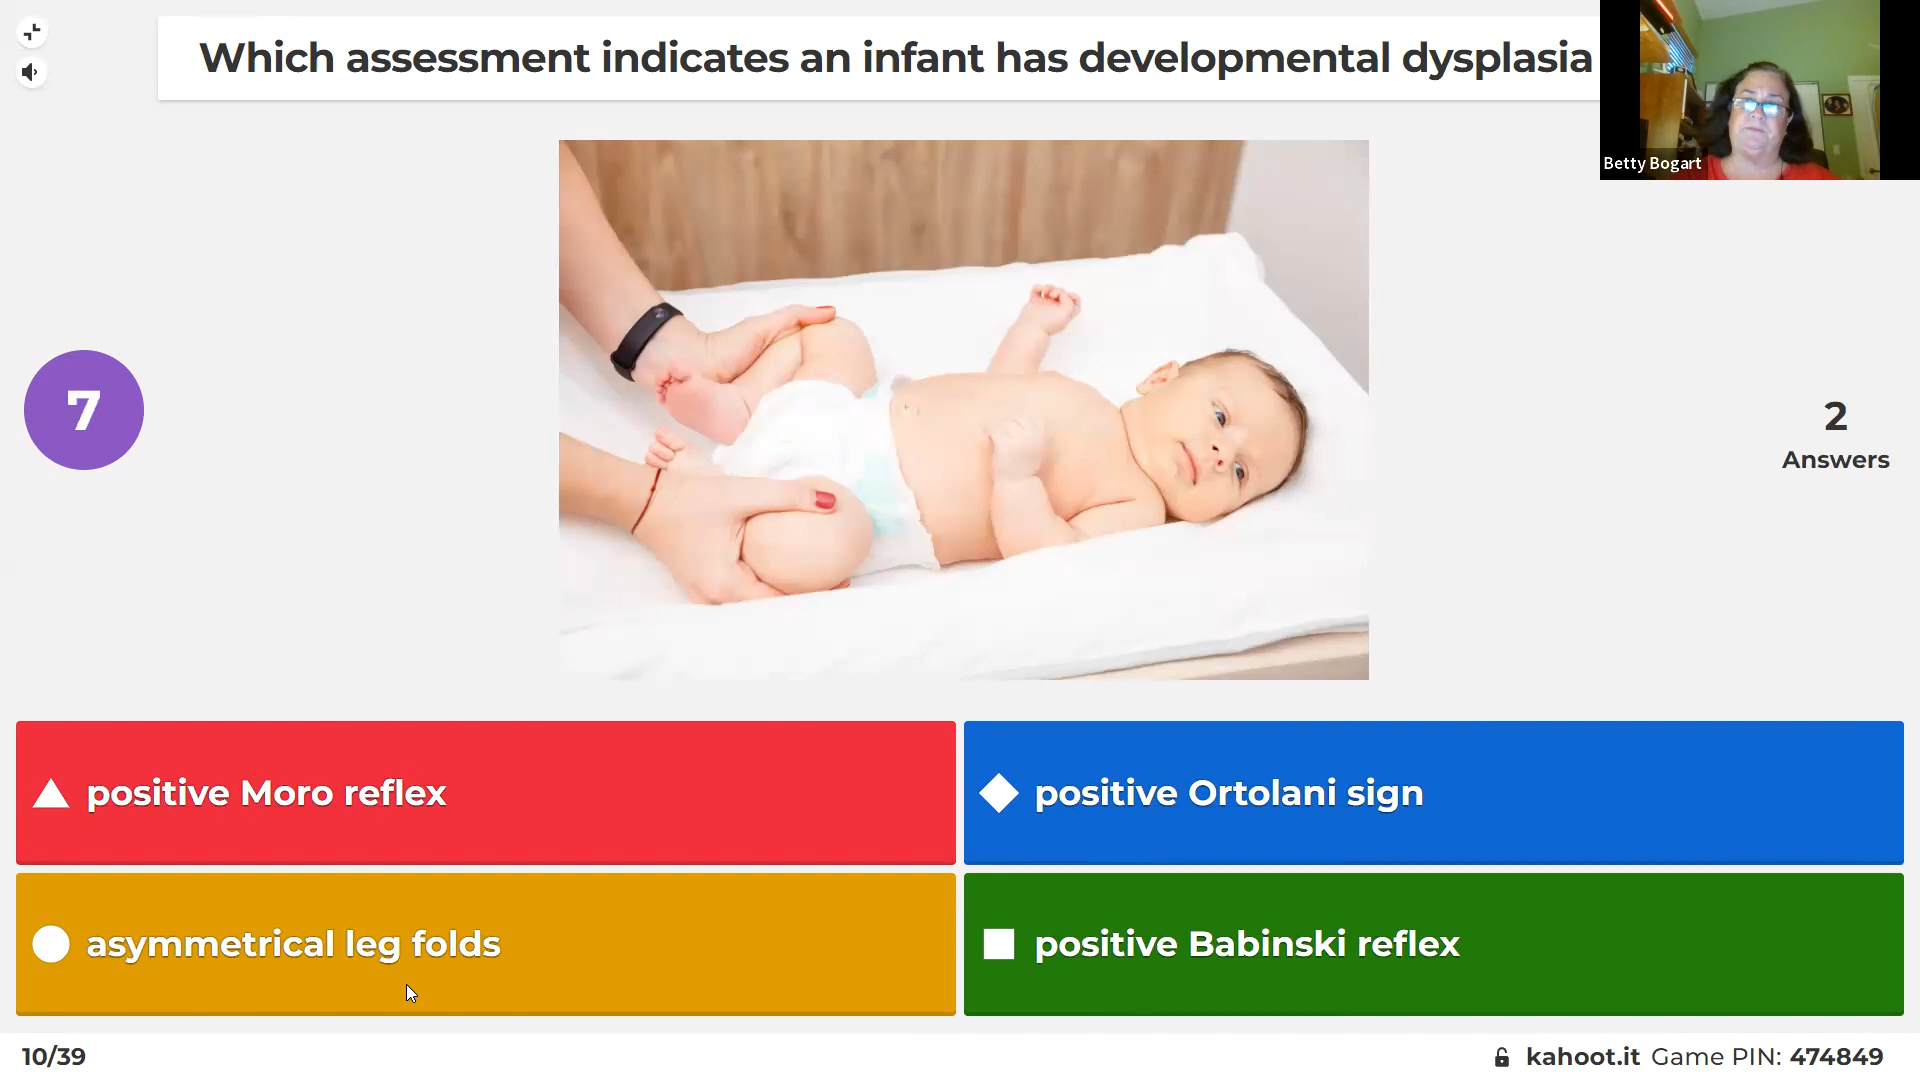 Which assessment indicates an infant has developmental dysplasia
Betty Bogart
7
2
Answers
positive Moro reflex
positive Ortolani sign
asymmetrical leg folds
positive Babinski reflex
10/39
kahoot.it Game PIN: 474849